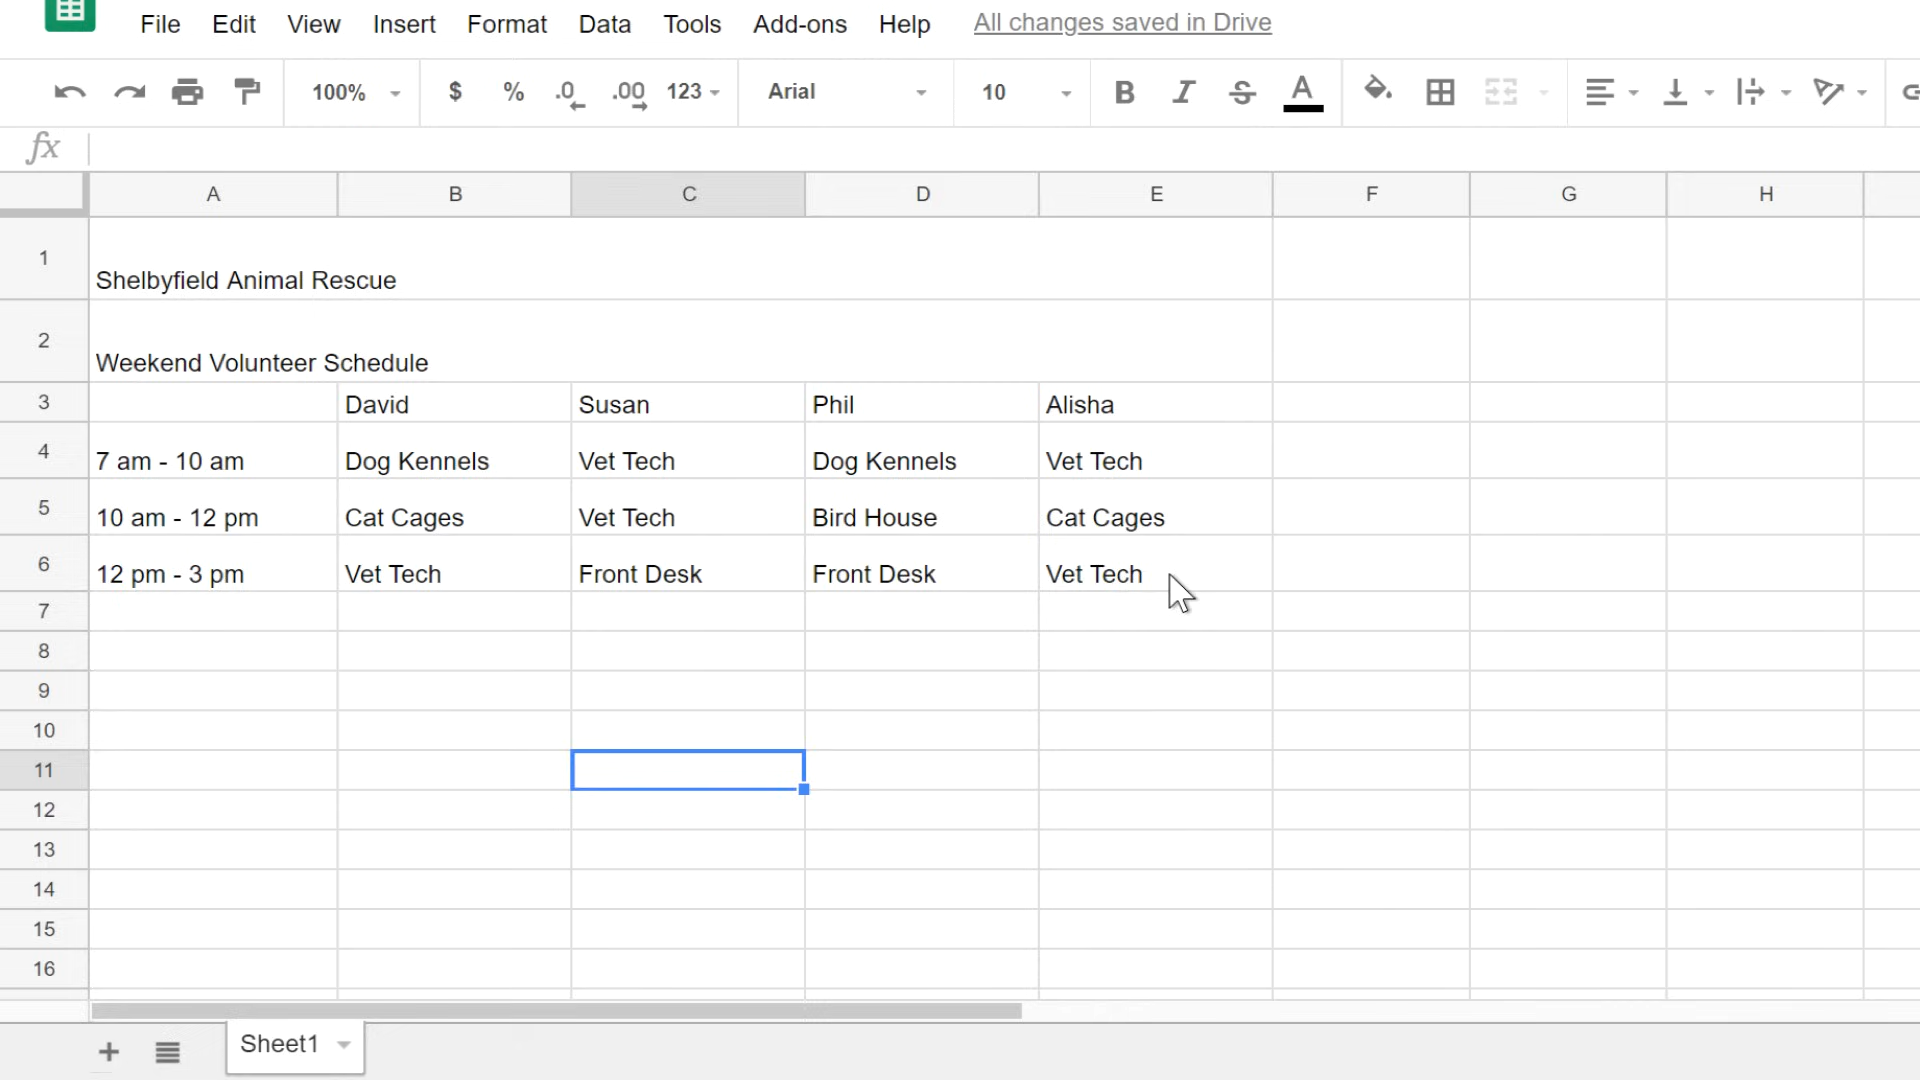 File Edit View Insert Format Data Tools Add-ons Help All changes saved in Drive
100% $ % .0 .00 123 Arial 10 B I S A
fx
A B C D E F G H
1 Shelbyfield Animal Rescue
2 Weekend Volunteer Schedule
3 David Susan Phil Alisha
4 7 am - 10 am Dog Kennels Vet Tech Dog Kennels Vet Tech
5 10 am - 12 pm Cat Cages Vet Tech Bird House Cat Cages
6 12 pm - 3 pm Vet Tech Front Desk Front Desk Vet Tech
7
8
9
10
11
12
13
14
15
16
Sheet1